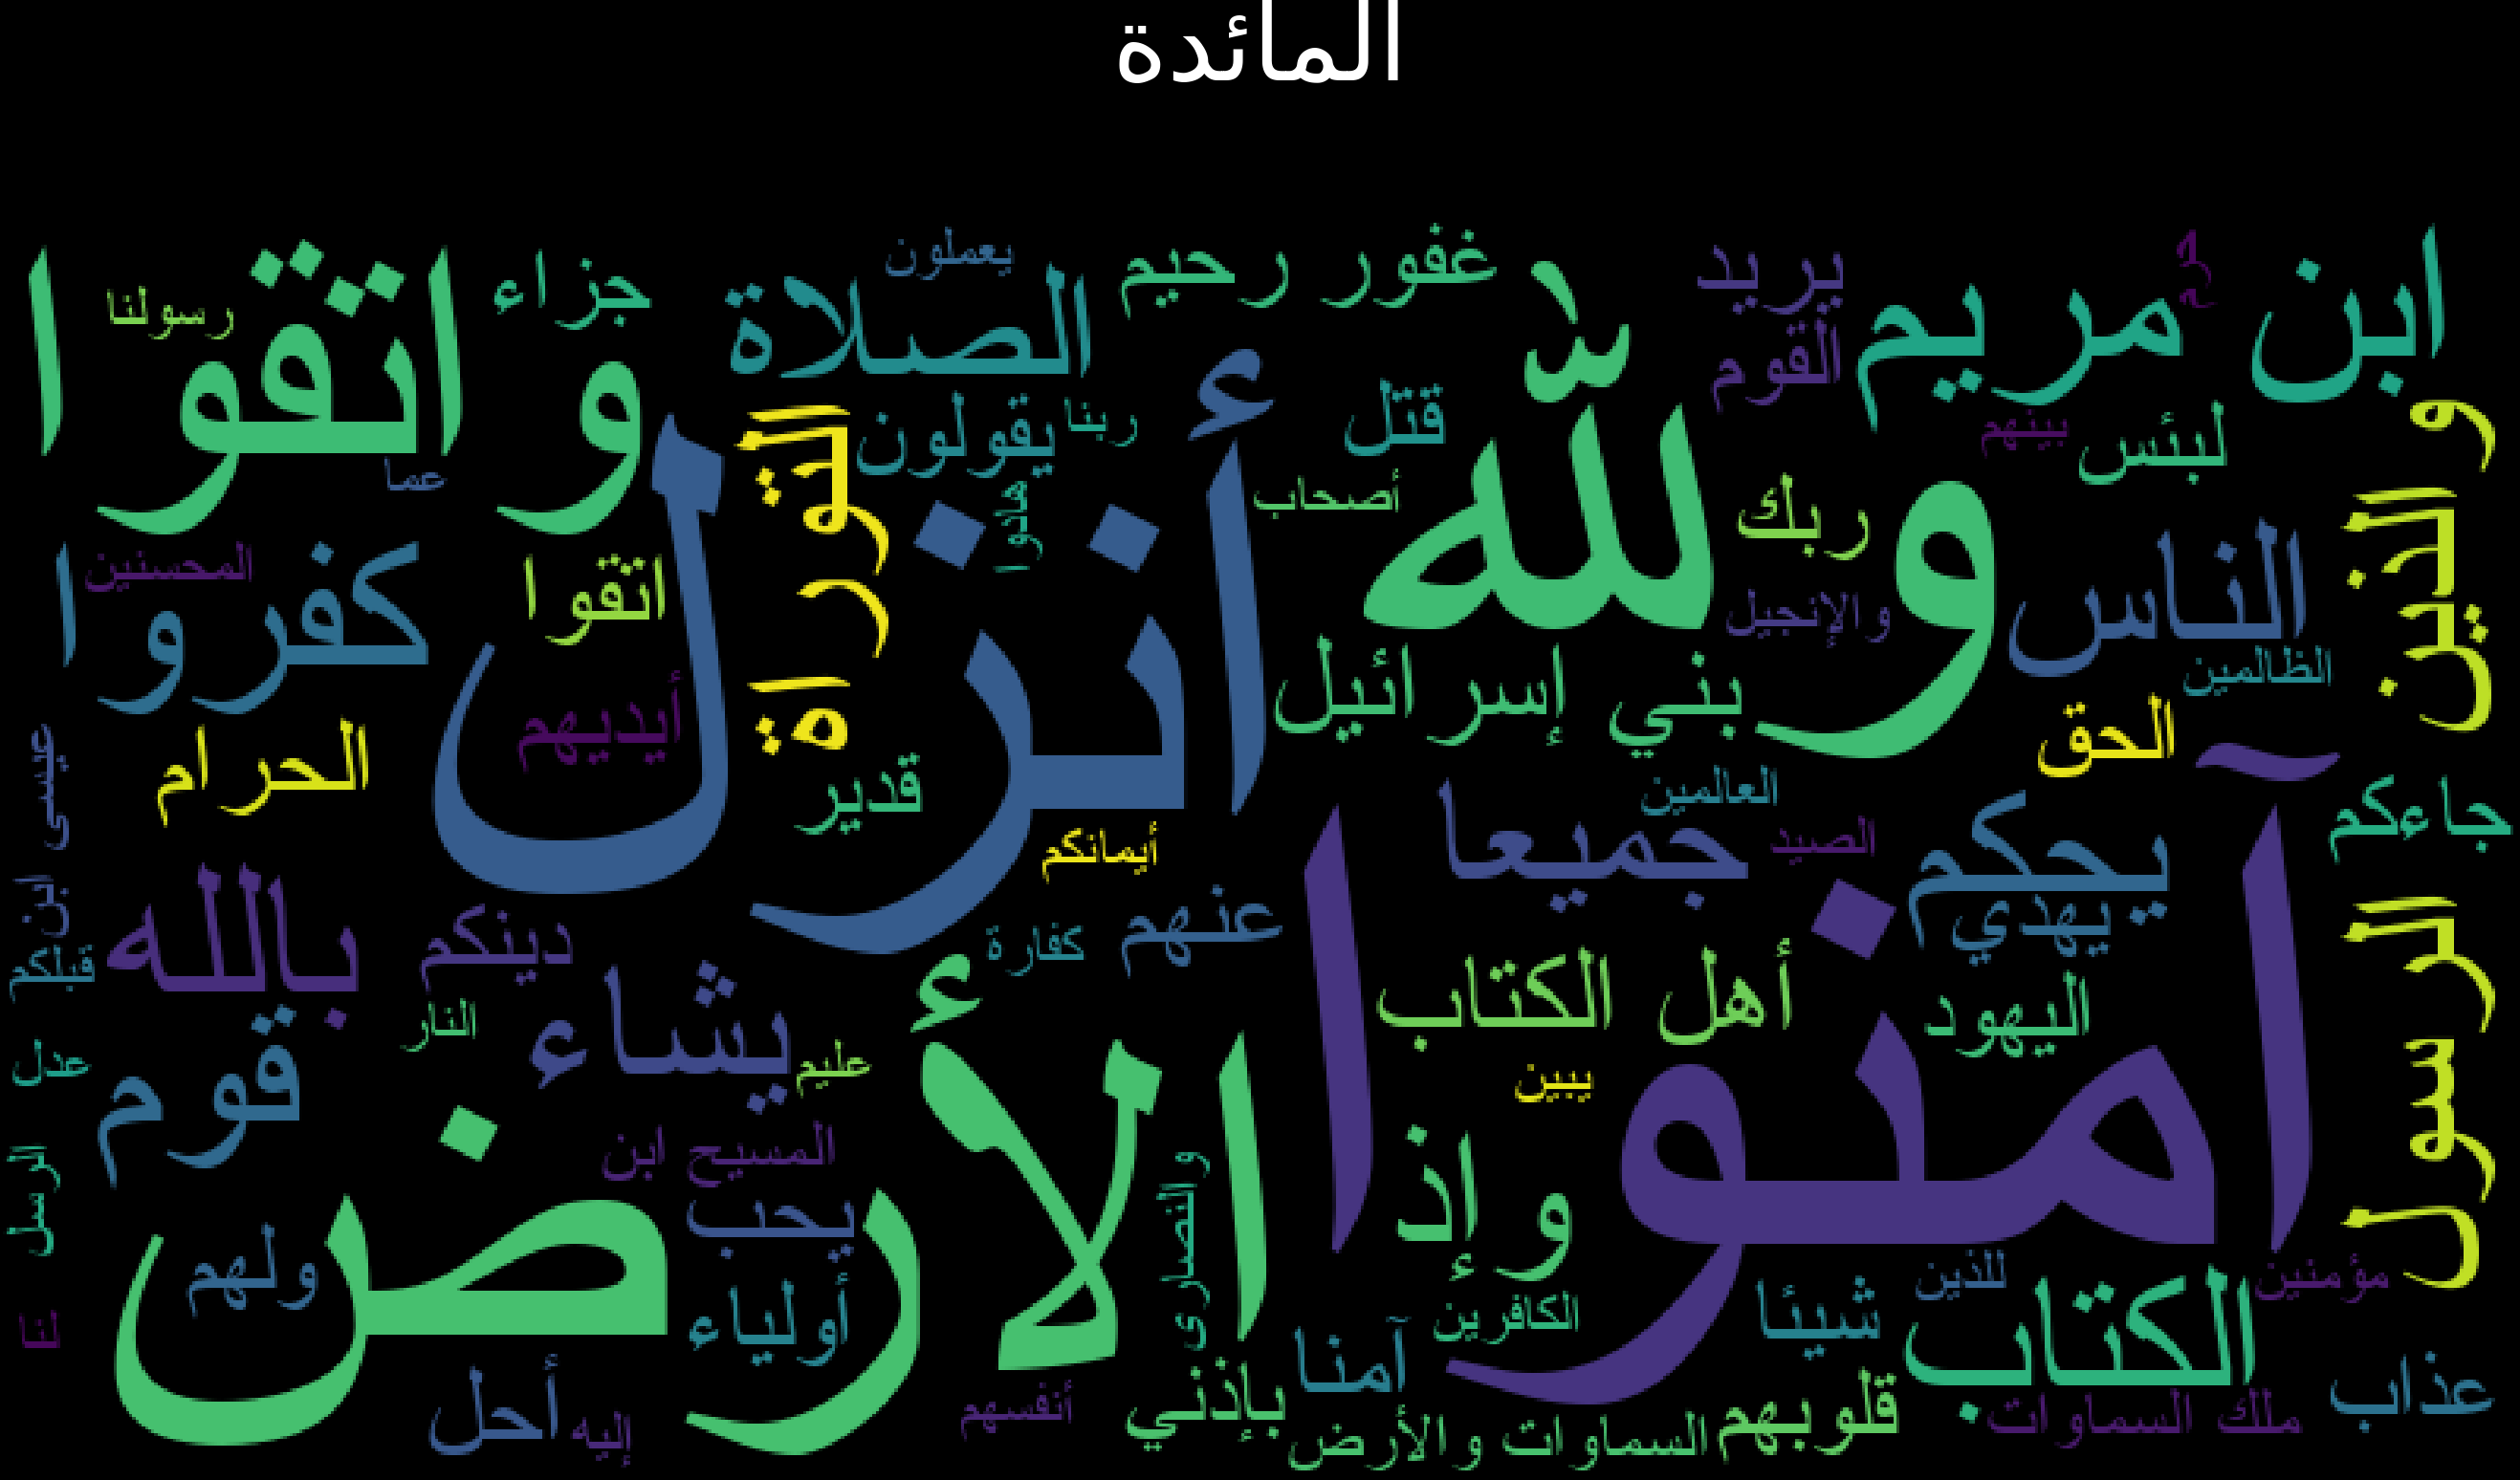 المائدة
ابن مريم
يريد
غفور رحيم
يعملون
الصلاة
جزاء
رسولنا
واتقوا
القوم
بينهم
لبئس
قتل
ربنا
يقولون
عما
والذين
ولله
أنزل
التوراة
هادوا
أصحاب
ربك
الناس
والإنجيل
اتقوا
كفروا
المحسنين
الظالمين
بني إسرائيل
أيديهم
الحق
الحرام
عيسى ابن
جاءكم
العالمين
قدير
آمنوا
الصيد
جميعا
أيمانكم
يحكم
يهدي
عنهم
كفارة
دينكم
بالله
قبلكم
الرسول
أهل الكتاب
اليهود
الأرض
يشاء
النار
قوم
عليم
عدل
يبين
المسيح ابن
والنصارى
الرسل
وإذ
يحب
ولهم
للذين
مؤمنين
الكتاب
شيئا
الكافرين
آمنا
أولياء
لنا
عذاب
ملك السماوات
قلوبهم
السماوات والأرض
بإذني
أنفسهم
إليه
أحل